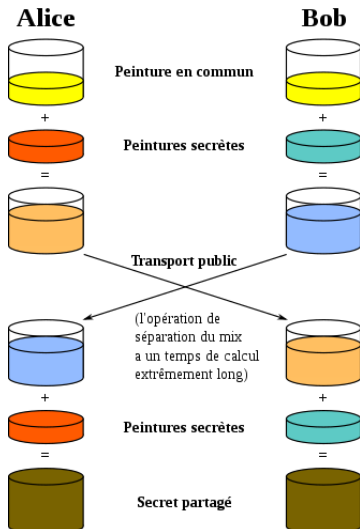 Alice Bob
Peinture en commun
+ +
Peintures secrètes
= =
Transport public
(l'opération de
séparation du mix
a un temps de calcul
extrêmement long)
+ +
Peintures secrètes
= =
Secret partagé